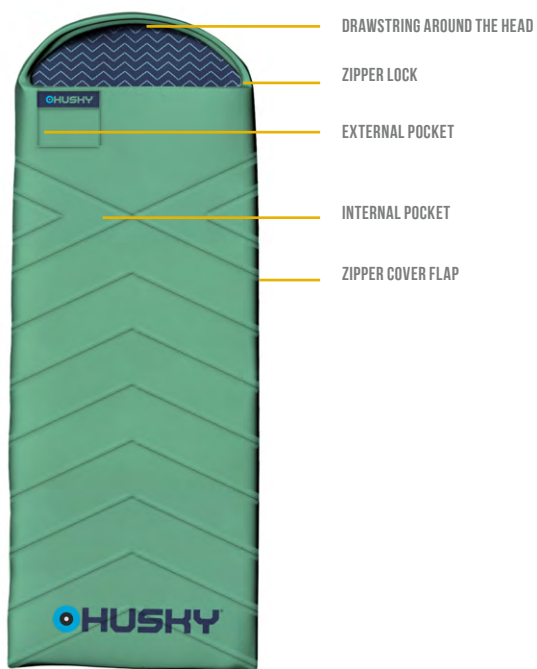 DRAWSTRING AROUND THE HEAD
ZIPPER LOCK
HUSKY
EXTERNAL POCKET
INTERNAL POCKET
ZIPPER COVER FLAP
HUSKY